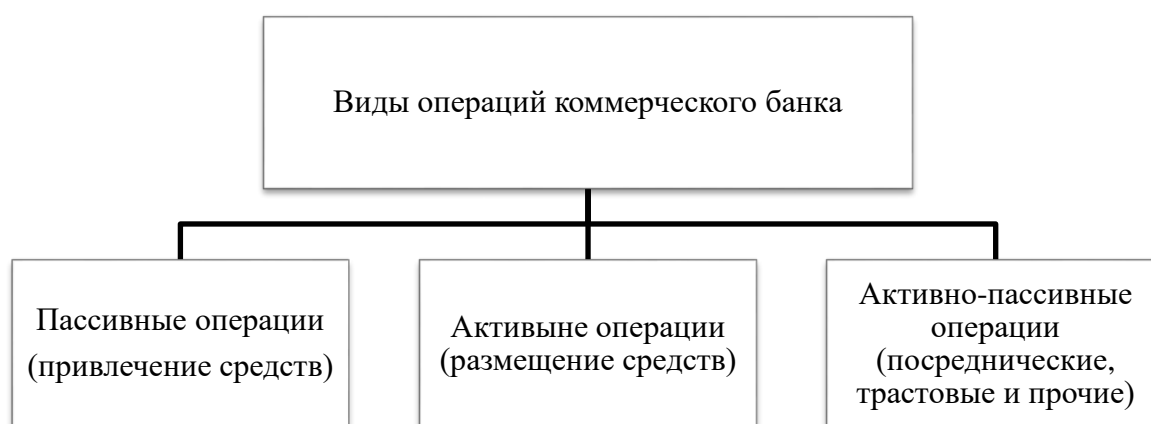 Виды операций коммерческого банка
Пассивные операции
(привлечение средств)
Активыне операции
(размещение средств)
Активно-пассивные
операции
(посреднические,
трастовые и прочие)